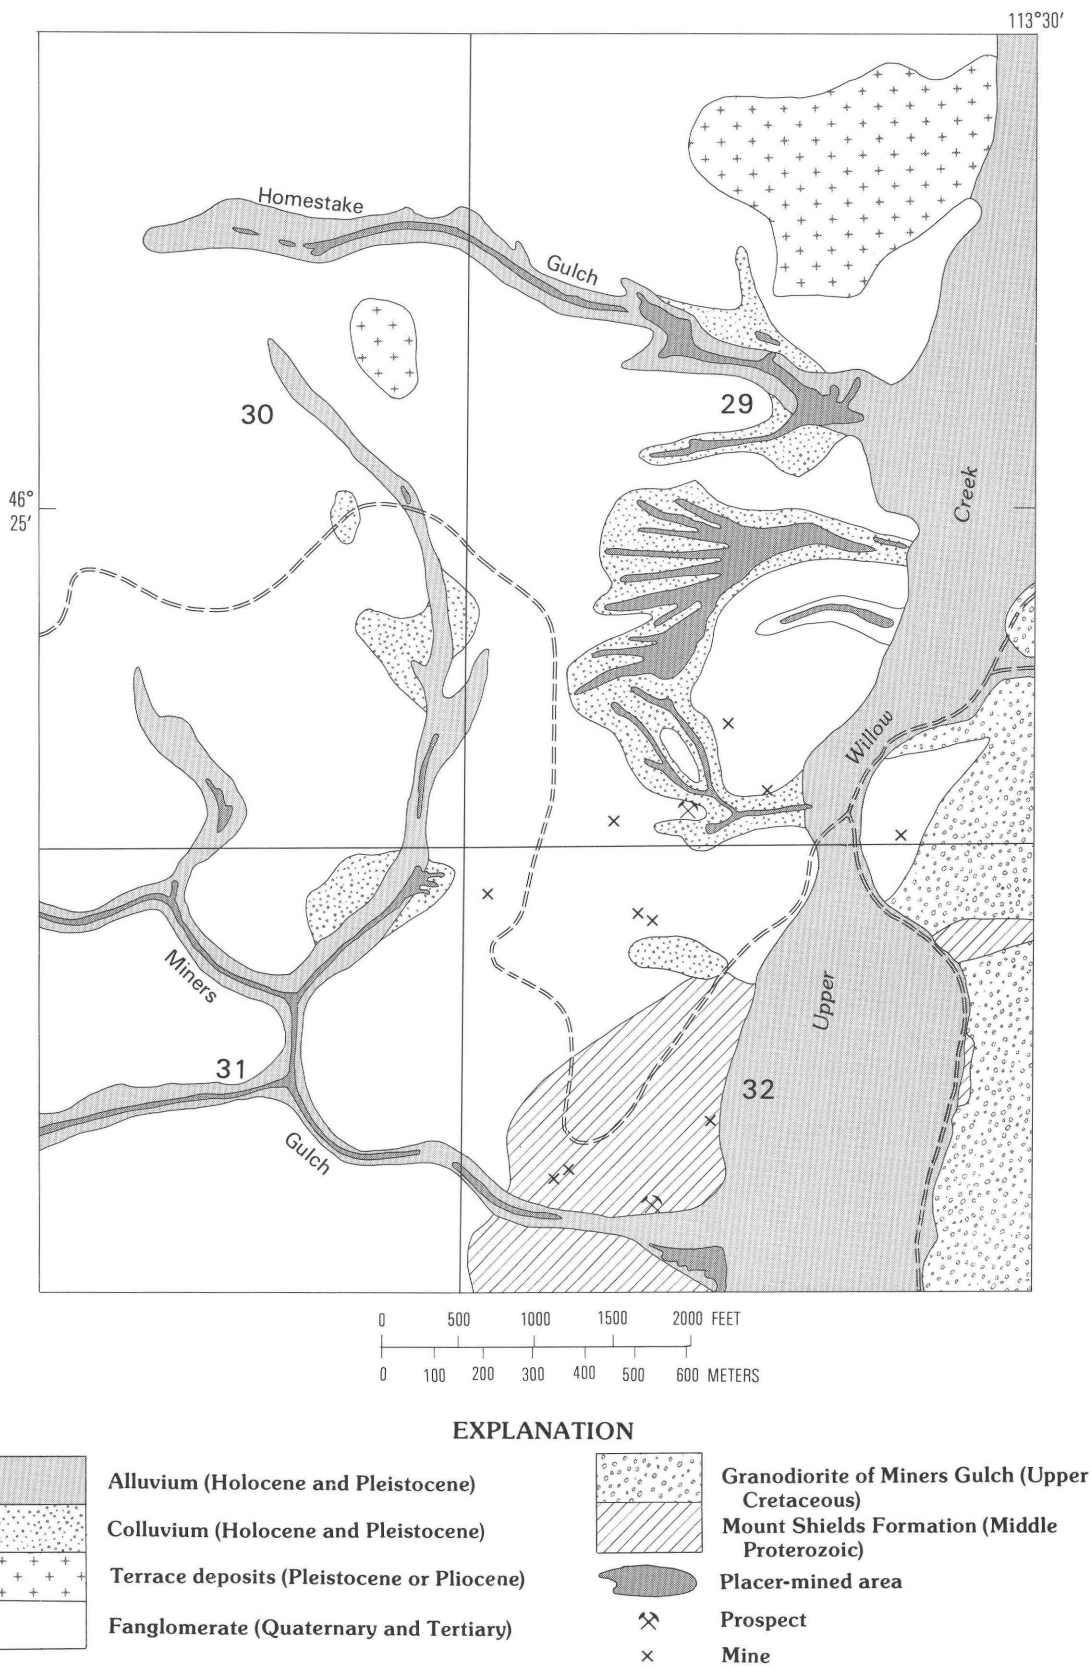 113°30′
Homestake
Gulch
30
29
46°
25′
Creek
Willow
Miners
Upper
31
32
Gulch
0 500 1000 1500 2000 FEET
0 100 200 300 400 500 600 METERS
EXPLANATION
Alluvium (Holocene and Pleistocene)
Colluvium (Holocene and Pleistocene)
Terrace deposits (Pleistocene or Pliocene)
Fanglomerate (Quaternary and Tertiary)
Granodiorite of Miners Gulch (Upper
Cretaceous)
Mount Shields Formation (Middle
Proterozoic)
Placer-mined area
Prospect
Mine